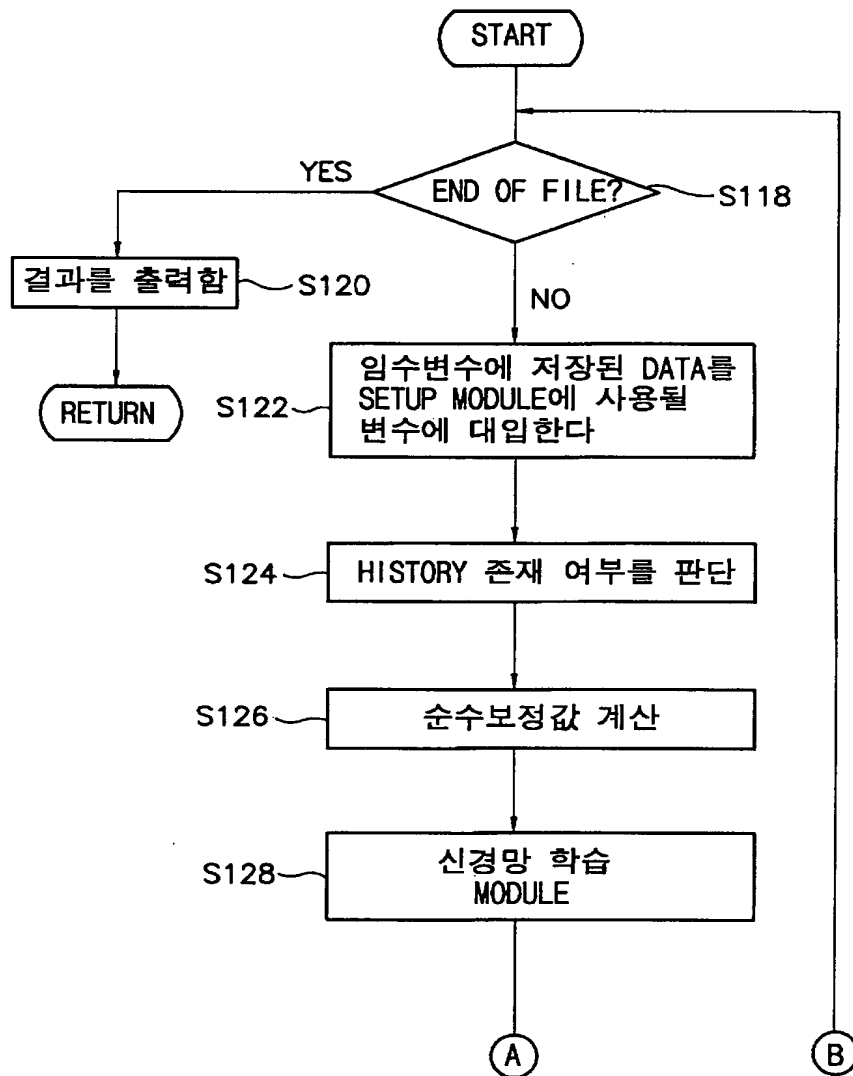 START
YES
END OF FILE?
S118
결과를 출력함
S120
NO
RETURN
S122
임수변수에 저장된 DATA를
SETUP MODULE에 사용될
변수에 대입한다
S124
HISTORY 존재 여부를 판단
S126
순수보정값 계산
S128
신경망 학습
MODULE
A
B